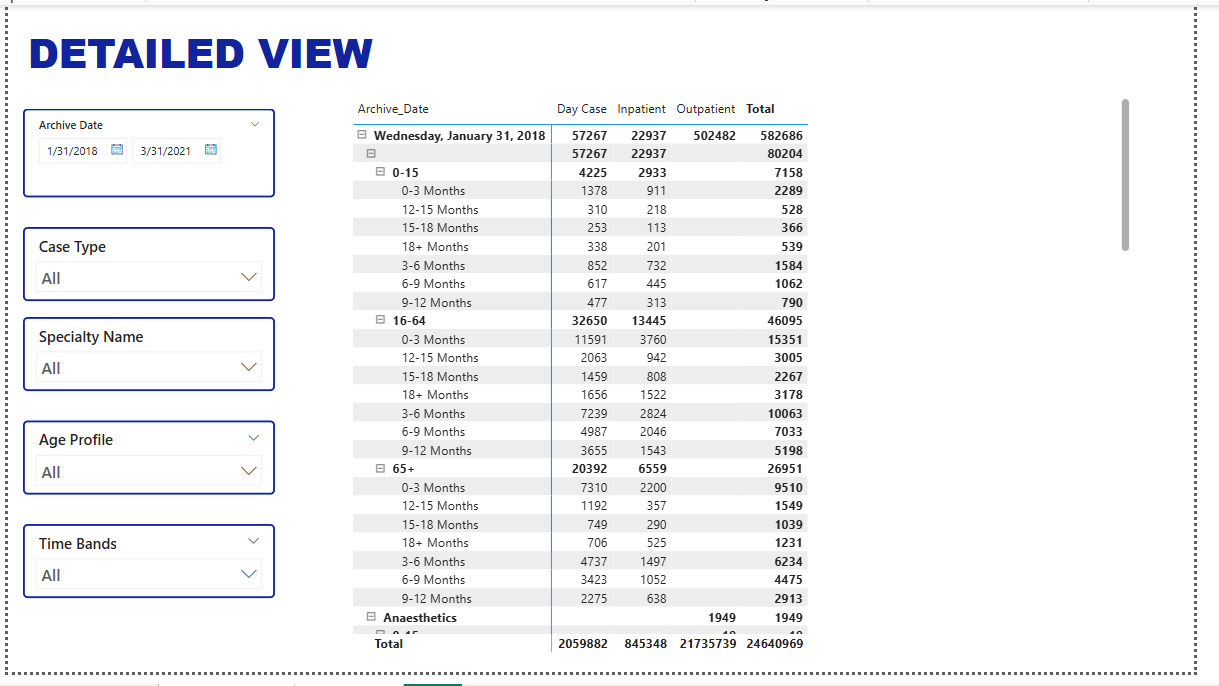 DETAILED VIEW
Archive Date
1/31/2018 3/31/2021
Case Type
All
Specialty Name
All
Age Profile
All
Time Bands
All
Archive_Date Day Case Inpatient Outpatient Total
Wednesday, January 31, 2018 57267 22937 502482 582686
57267 22937 80204
0-15 4225 2933 7158
0-3 Months 1378 911 2289
12-15 Months 310 218 528
15-18 Months 253 113 366
18+ Months 338 201 539
3-6 Months 852 732 1584
6-9 Months 617 445 1062
9-12 Months 477 313 790
16-64 32650 13445 46095
0-3 Months 11591 3760 15351
12-15 Months 2063 942 3005
15-18 Months 1459 808 2267
18+ Months 1656 1522 3178
3-6 Months 7239 2824 10063
6-9 Months 4987 2046 7033
9-12 Months 3655 1543 5198
65+ 20392 6559 26951
0-3 Months 7310 2200 9510
12-15 Months 1192 357 1549
15-18 Months 749 290 1039
18+ Months 706 525 1231
3-6 Months 4737 1497 6234
6-9 Months 3423 1052 4475
9-12 Months 2275 638 2913
Anaesthetics 1949 1949
Total 2059882 845348 21735739 24640969